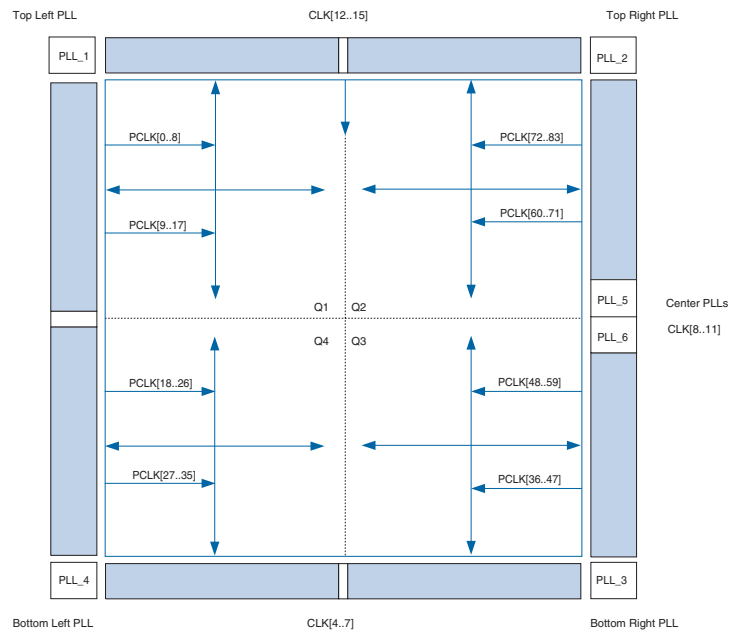 Top Left PLL
CLK[12..15]
Top Right PLL
PLL_1
PLL_2
PCLK[0..8]
PCLK[72..83]
PCLK[9..17]
PCLK[60..71]
Q1
Q2
PLL_5
Center PLLs
PLL_6
CLK[8..11]
Q4
Q3
PCLK[18..26]
PCLK[48..59]
PCLK[27..35]
PCLK[36..47]
PLL_4
PLL_3
Bottom Left PLL
CLK[4..7]
Bottom Right PLL